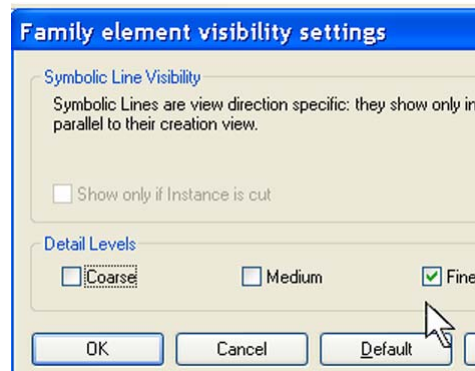 Family element visibility settings
Symbolic Line Visibility
Symbolic Lines are view direction specific: they show only in
parallel to their creation view.
Show only if Instance is cut
Detail Levels
Coarse Medium Fine
OK Cancel Default